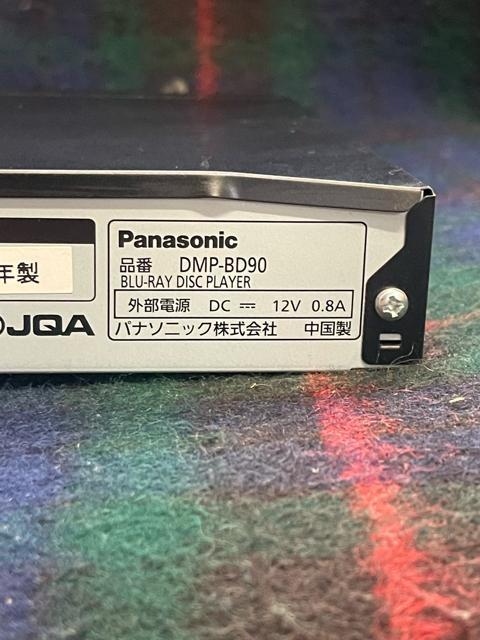 Panasonic
品番 DMP-BD90
BLU-RAY DISC PLAYER
外部電源 DC ⎓ 12V 0.8A
パナソニック株式会社 中国製
年製
JQA